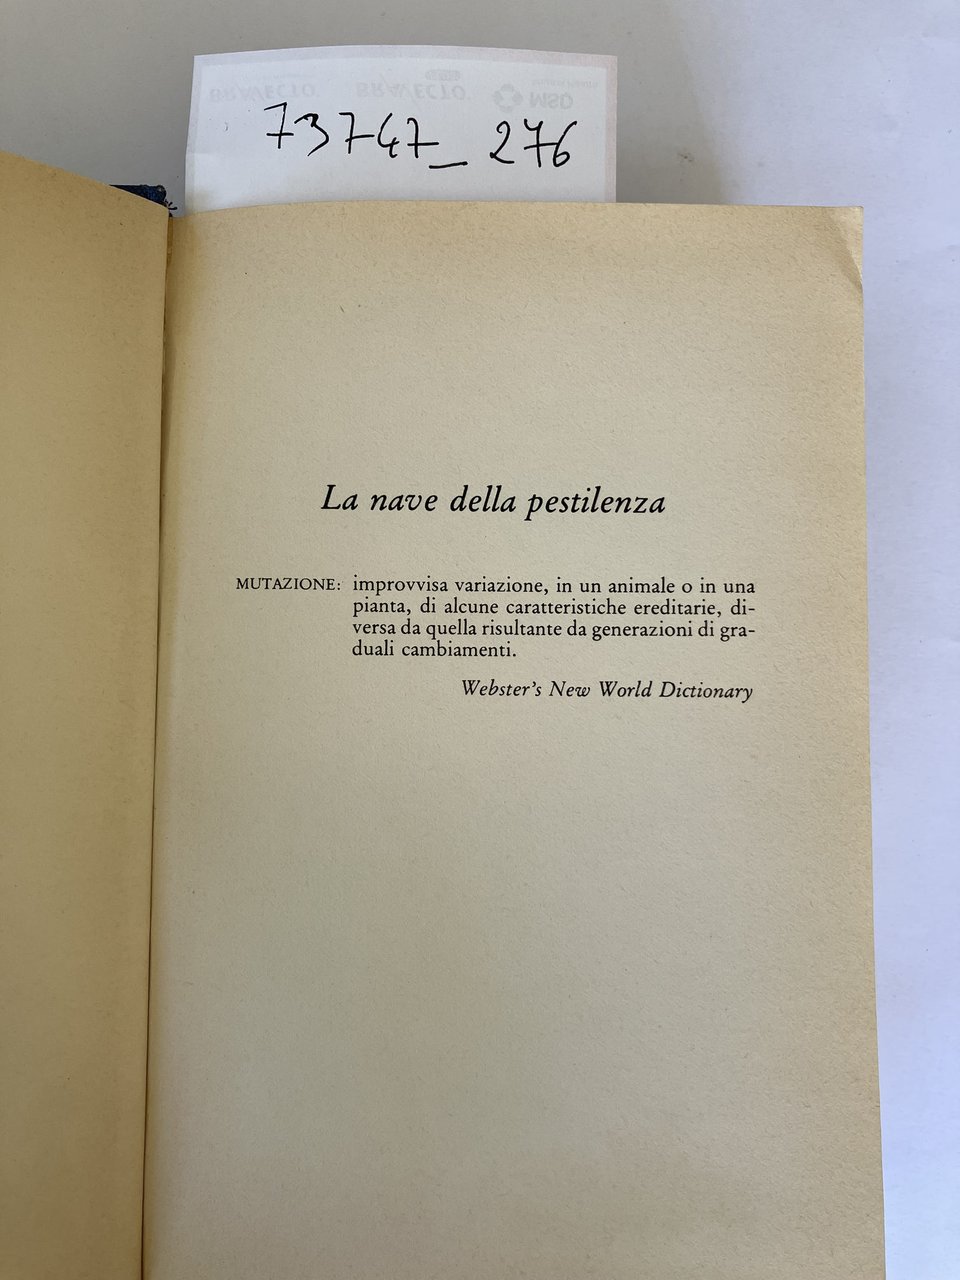 73747_276
La nave della pestilenza
MUTAZIONE: improvvisa variazione, in un animale o in una
pianta, di alcune caratteristiche ereditarie, di-
versa da quella risultante da generazioni di gra-
duali cambiamenti.
Webster's New World Dictionary